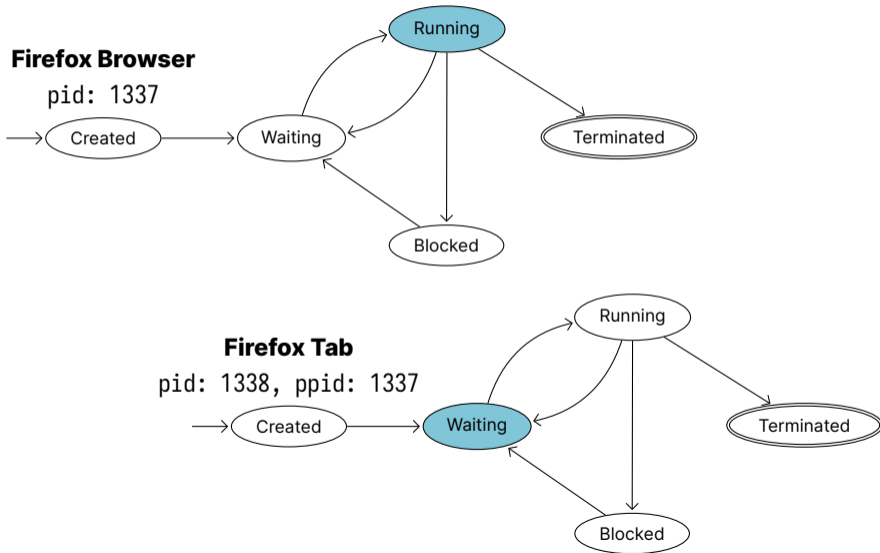 Running
Firefox Browser
pid: 1337
Created
Waiting
Terminated
Blocked
Running
Firefox Tab
pid: 1338, ppid: 1337
Created
Waiting
Terminated
Blocked